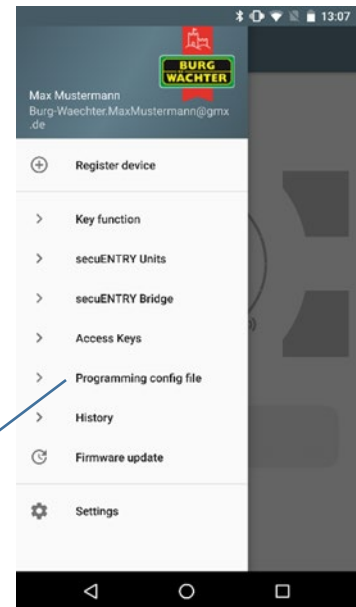 13:07
BURG
WÄCHTER
Max Mustermann
Burg-Waechter.MaxMustermann@gmx
.de
Register device
Key function
secuENTRY Units
secuENTRY Bridge
Access Keys
Programming config file
History
Firmware update
Settings